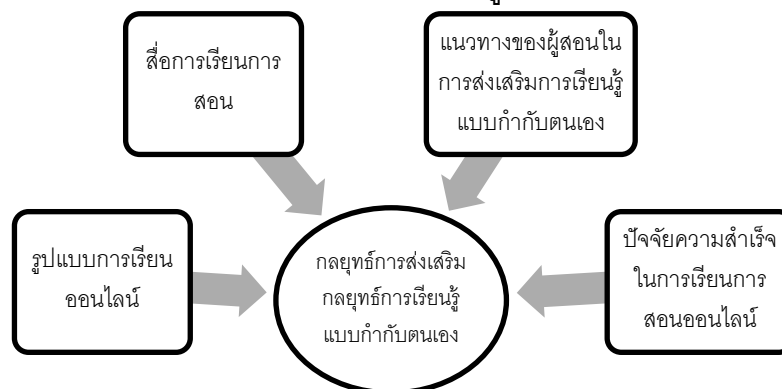 สื่อการเรียนการ
สอน
แนวทางของผู้สอนใน
การส่งเสริมการเรียนรู้
แบบกำกับตนเอง
รูปแบบการเรียน
ออนไลน์
กลยุทธ์การส่งเสริม
กลยุทธ์การเรียนรู้
แบบกำกับตนเอง
ปัจจัยความสำเร็จ
ในการเรียนการ
สอนออนไลน์